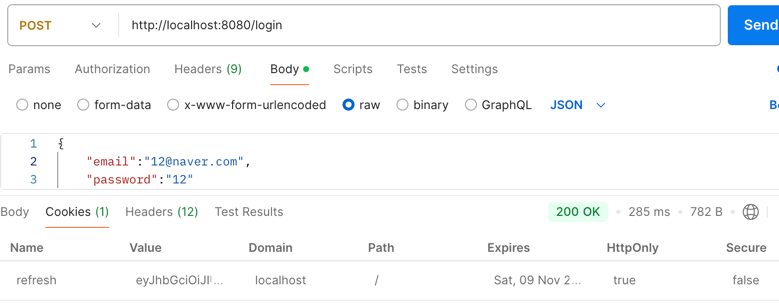 POST http://localhost:8080/login Send
Params Authorization Headers (9) Body Scripts Tests Settings
none form-data x-www-form-urlencoded raw binary GraphQL JSON
1 {
2 "email":"12@naver.com",
3 "password":"12"
Body Cookies (1) Headers (12) Test Results 200 OK 285 ms 782 B
Name Value Domain Path Expires HttpOnly Secure
refresh localhost / Sat, 09 Nov 2... true false